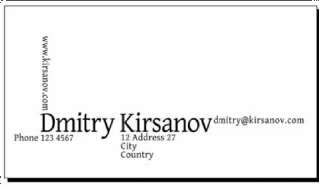 www.kirsanov.com
Dmitry Kirsanov
dmitry@kirsanov.com
Phone 123 4567
12 Address 27
City
Country